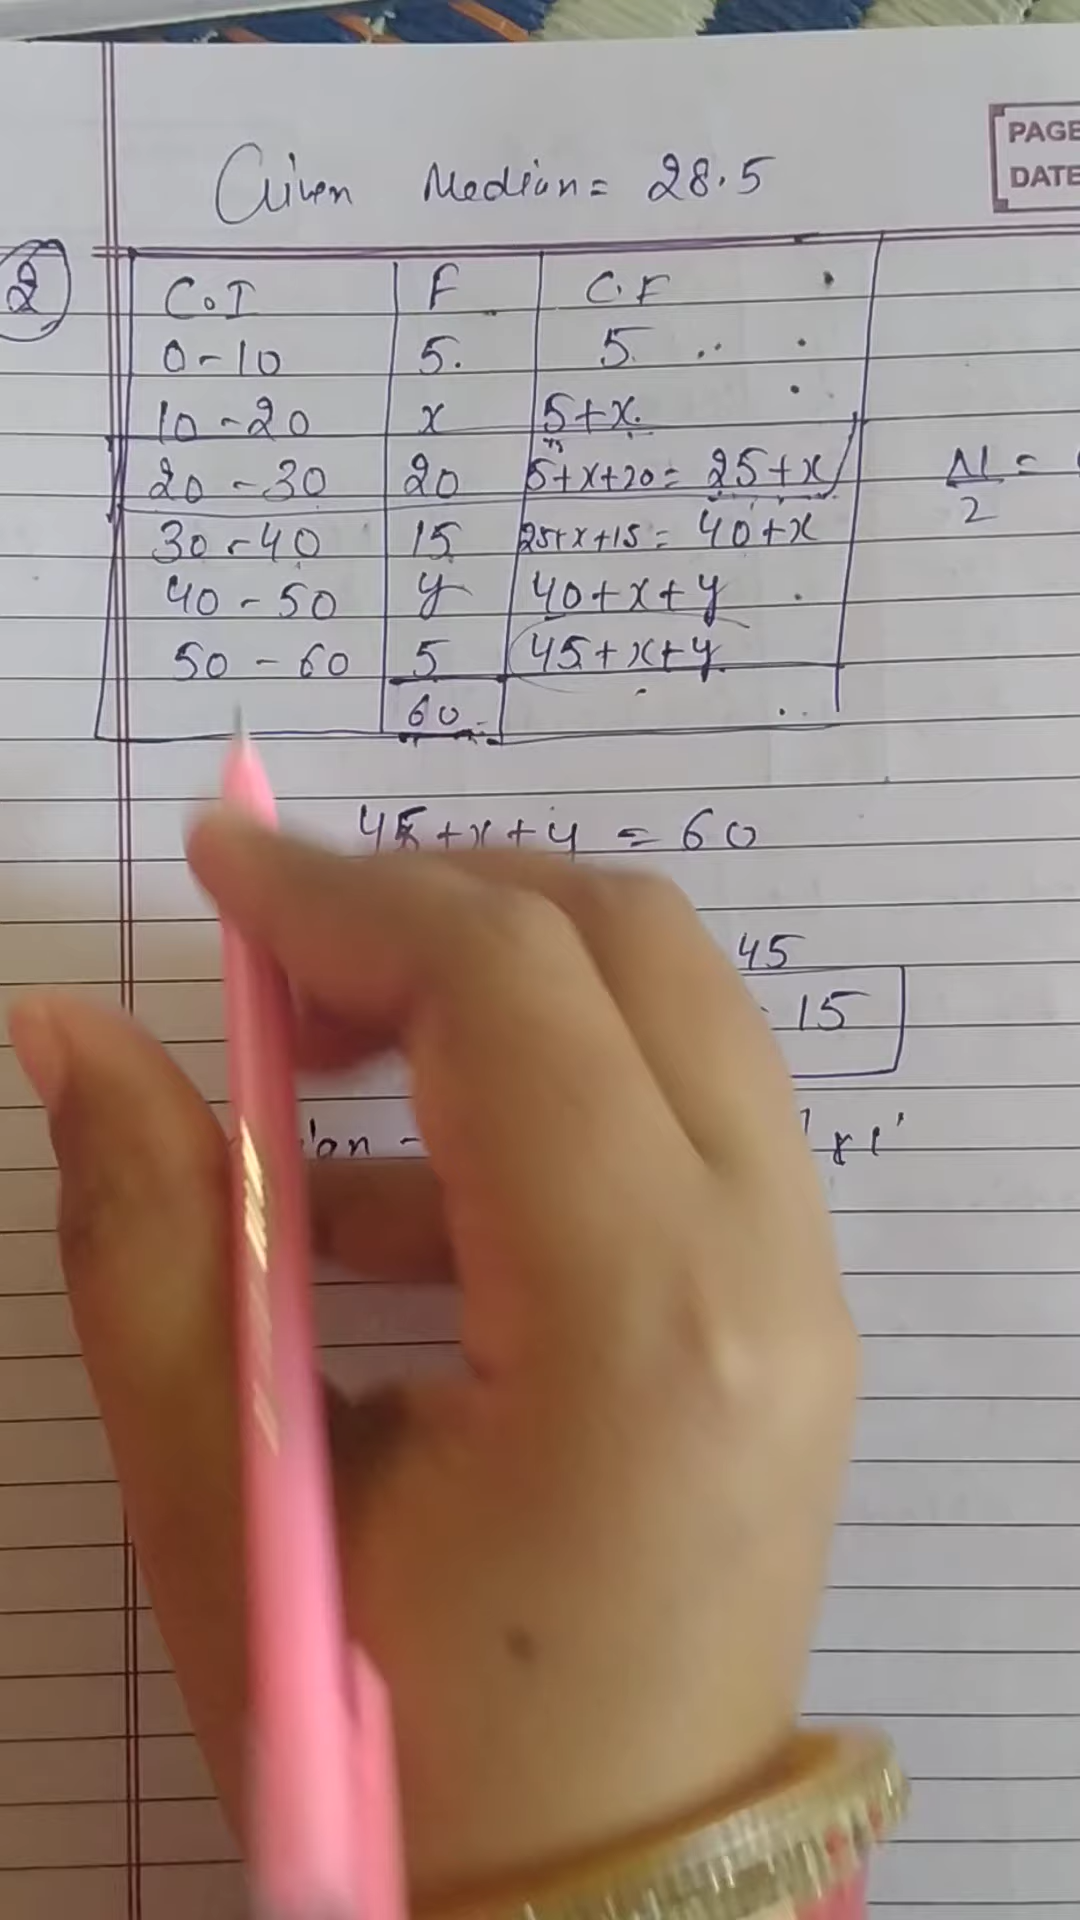 PAGE
DATE
Given Median = 28.5
2
C.I F C.F
0-10 5. 5
10-20 x 5+x.
20-30 20 5+x+20 = 25+x
N/2 =
30-40 15 25+x+15 = 40+x
40-50 y 40+x+y
50-60 5 45+x+y
60
45+x+y = 60
45
15